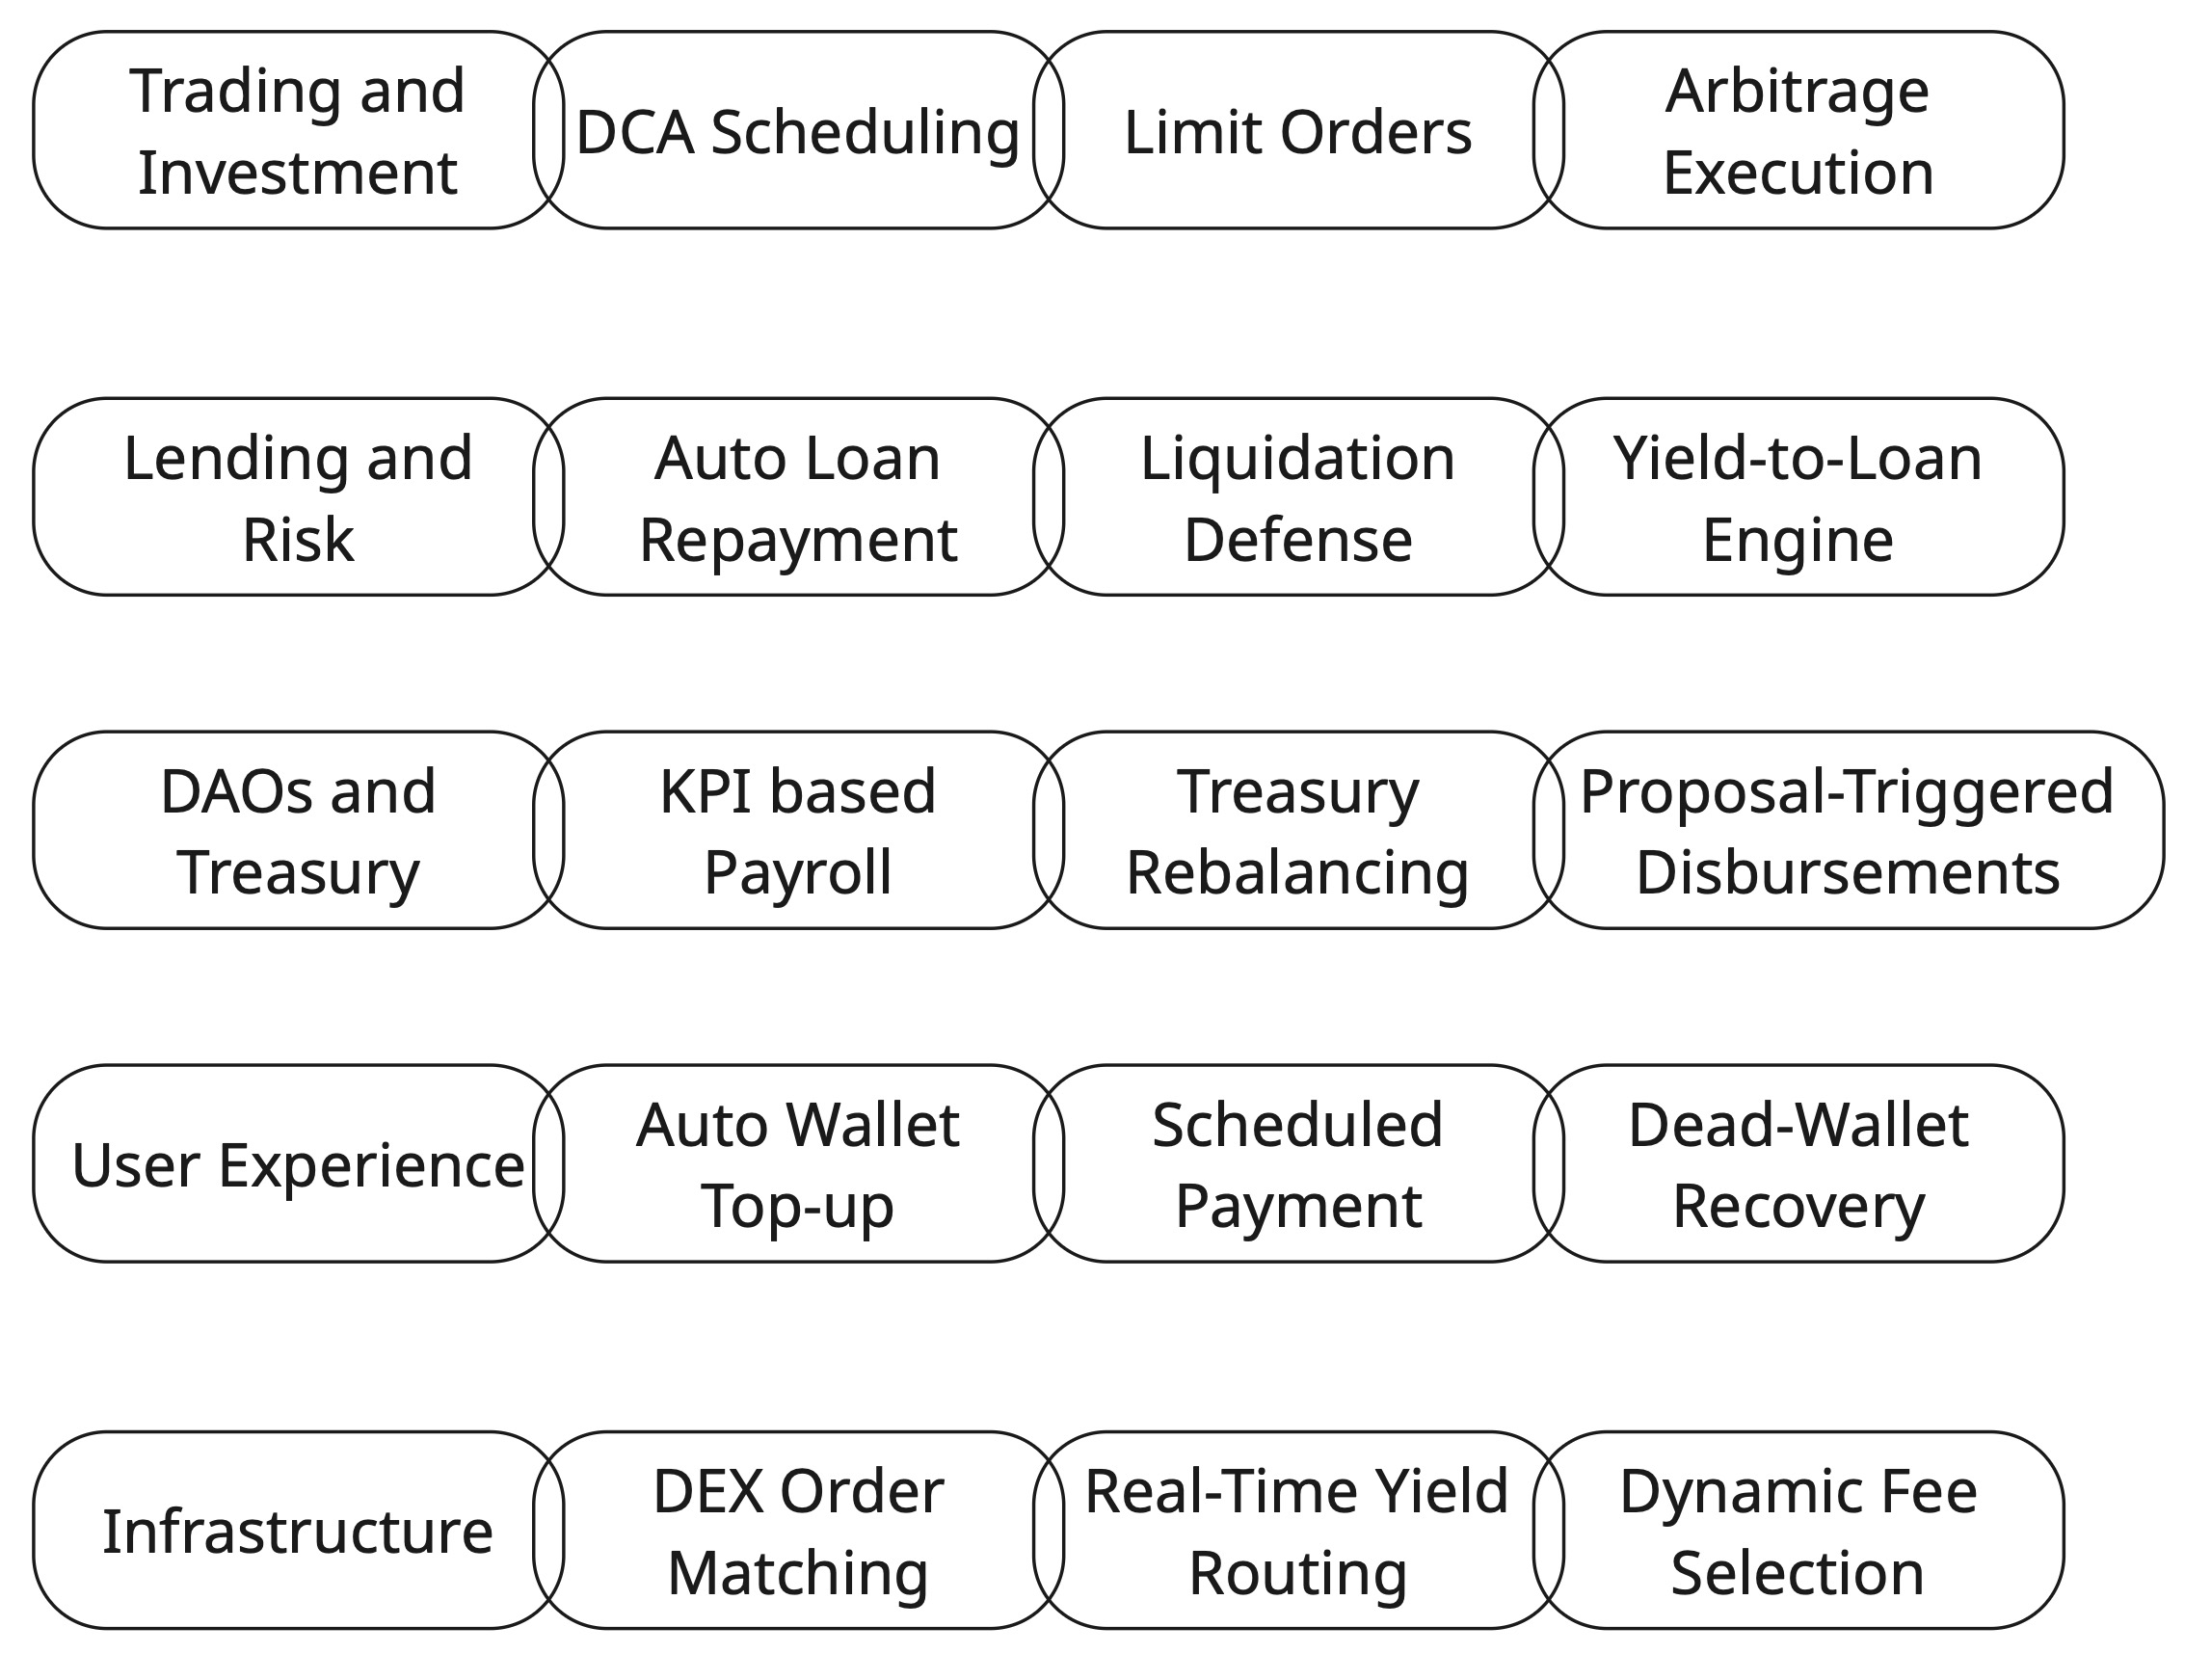 Trading and
Investment
DCA Scheduling
Limit Orders
Arbitrage
Execution
Lending and
Risk
Auto Loan
Repayment
Liquidation
Defense
Yield-to-Loan
Engine
DAOs and
Treasury
KPI based
Payroll
Treasury
Rebalancing
Proposal-Triggered
Disbursements
User Experience
Auto Wallet
Top-up
Scheduled
Payment
Dead-Wallet
Recovery
Infrastructure
DEX Order
Matching
Real-Time Yield
Routing
Dynamic Fee
Selection